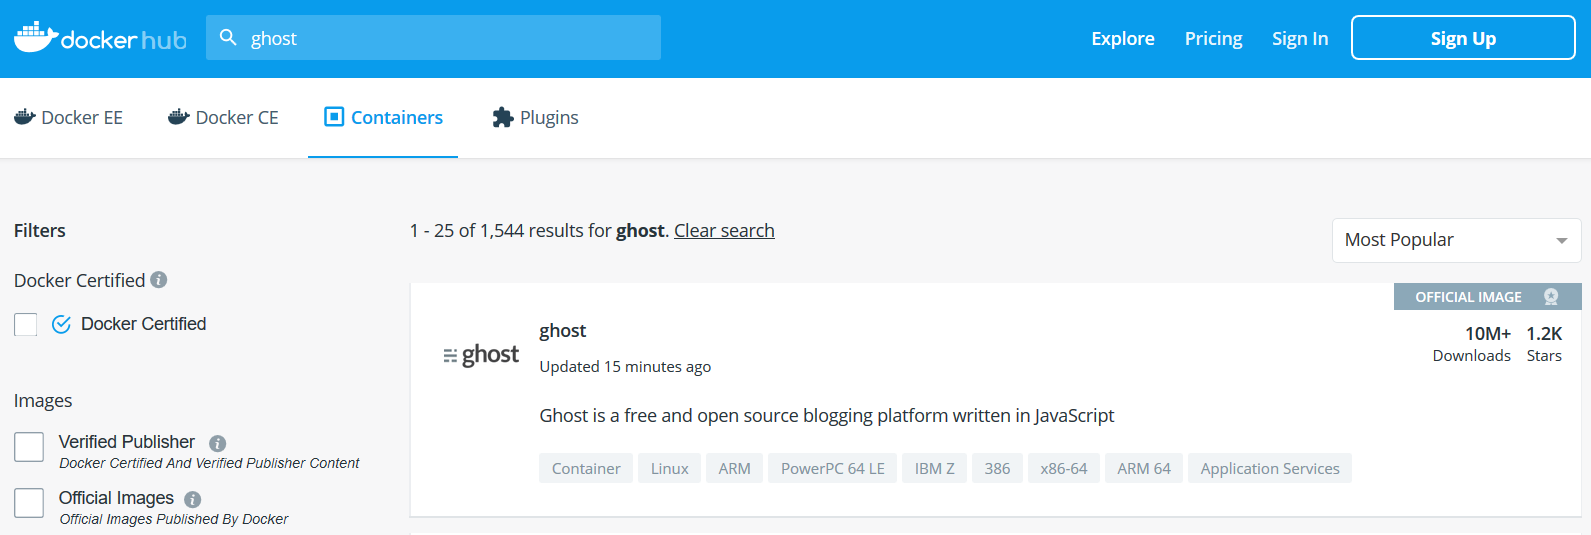 docker hub
ghost
Explore
Pricing
Sign In
Sign Up
Docker EE
Docker CE
Containers
Plugins
Filters
Docker Certified
Docker Certified
Images
Verified Publisher
Docker Certified And Verified Publisher Content
Official Images
Official Images Published By Docker
1 - 25 of 1,544 results for ghost. Clear search
Most Popular
OFFICIAL IMAGE
ghost
ghost
Updated 15 minutes ago
10M+
Downloads
1.2K
Stars
Ghost is a free and open source blogging platform written in JavaScript
Container
Linux
ARM
PowerPC 64 LE
IBM Z
386
x86-64
ARM 64
Application Services